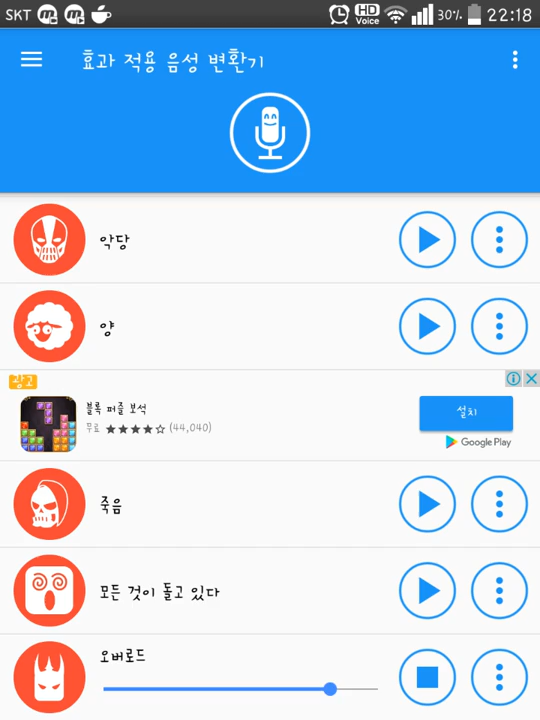 SKT HD Voice 30% 22:18
효과 적용 음성 변환기
악당
양
광고
블록 퍼즐 보석
무료 ★★★★☆ (44,040)
설치
Google Play
죽음
모든 것이 돌고 있다
오버로드